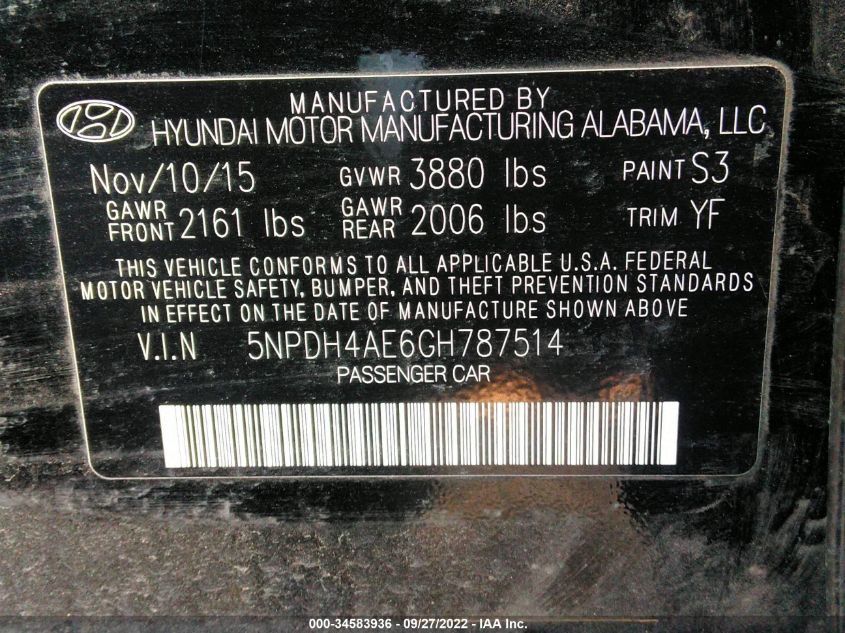 MANUFACTURED BY
HYUNDAI MOTOR MANUFACTURING ALABAMA, LLC
Nov/10/15 GVWR 3880 lbs PAINT S3
GAWR FRONT 2161 lbs GAWR REAR 2006 lbs TRIM YF
THIS VEHICLE CONFORMS TO ALL APPLICABLE U.S.A. FEDERAL
MOTOR VEHICLE SAFETY, BUMPER, AND THEFT PREVENTION STANDARDS
IN EFFECT ON THE DATE OF MANUFACTURE SHOWN ABOVE
V.I.N 5NPDH4AE6GH787514
PASSENGER CAR
000-34583936 - 09/27/2022 - IAA Inc.